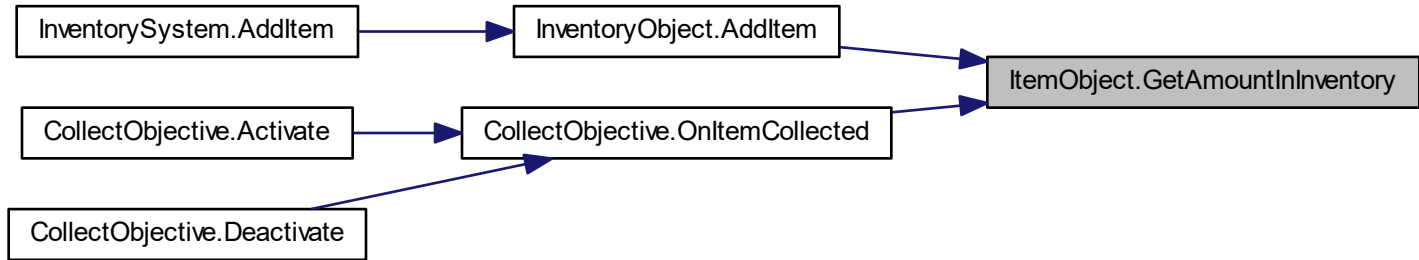 InventorySystem.AddItem
InventoryObject.AddItem
ItemObject.GetAmountInInventory
CollectObjective.Activate
CollectObjective.OnItemCollected
CollectObjective.Deactivate